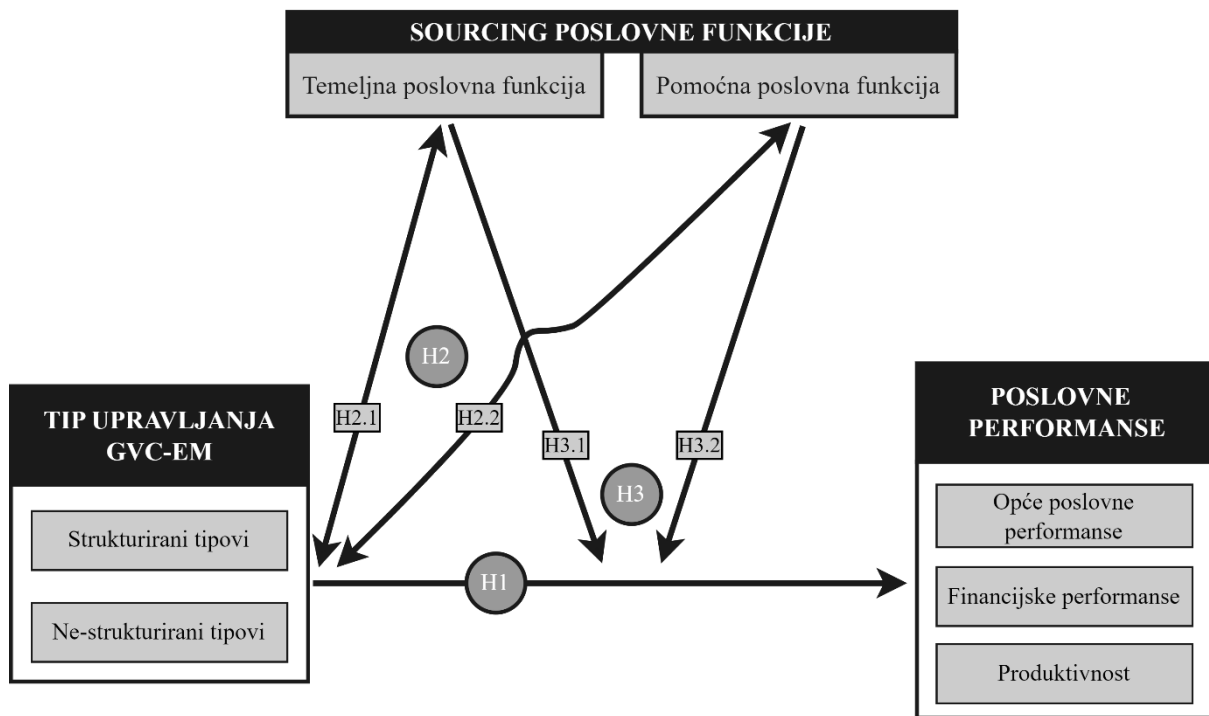 SOURCING POSLOVNE FUNKCIJE
Temeljna poslovna funkcija
Pomoćna poslovna funkcija
H2
H2.1
H2.2
H3.1
H3.2
H3
H1
TIP UPRAVLJANJA
GVC-EM
Strukturirani tipovi
Ne-strukturirani tipovi
POSLOVNE
PERFORMANSE
Opće poslovne
performanse
Financijske performanse
Produktivnost